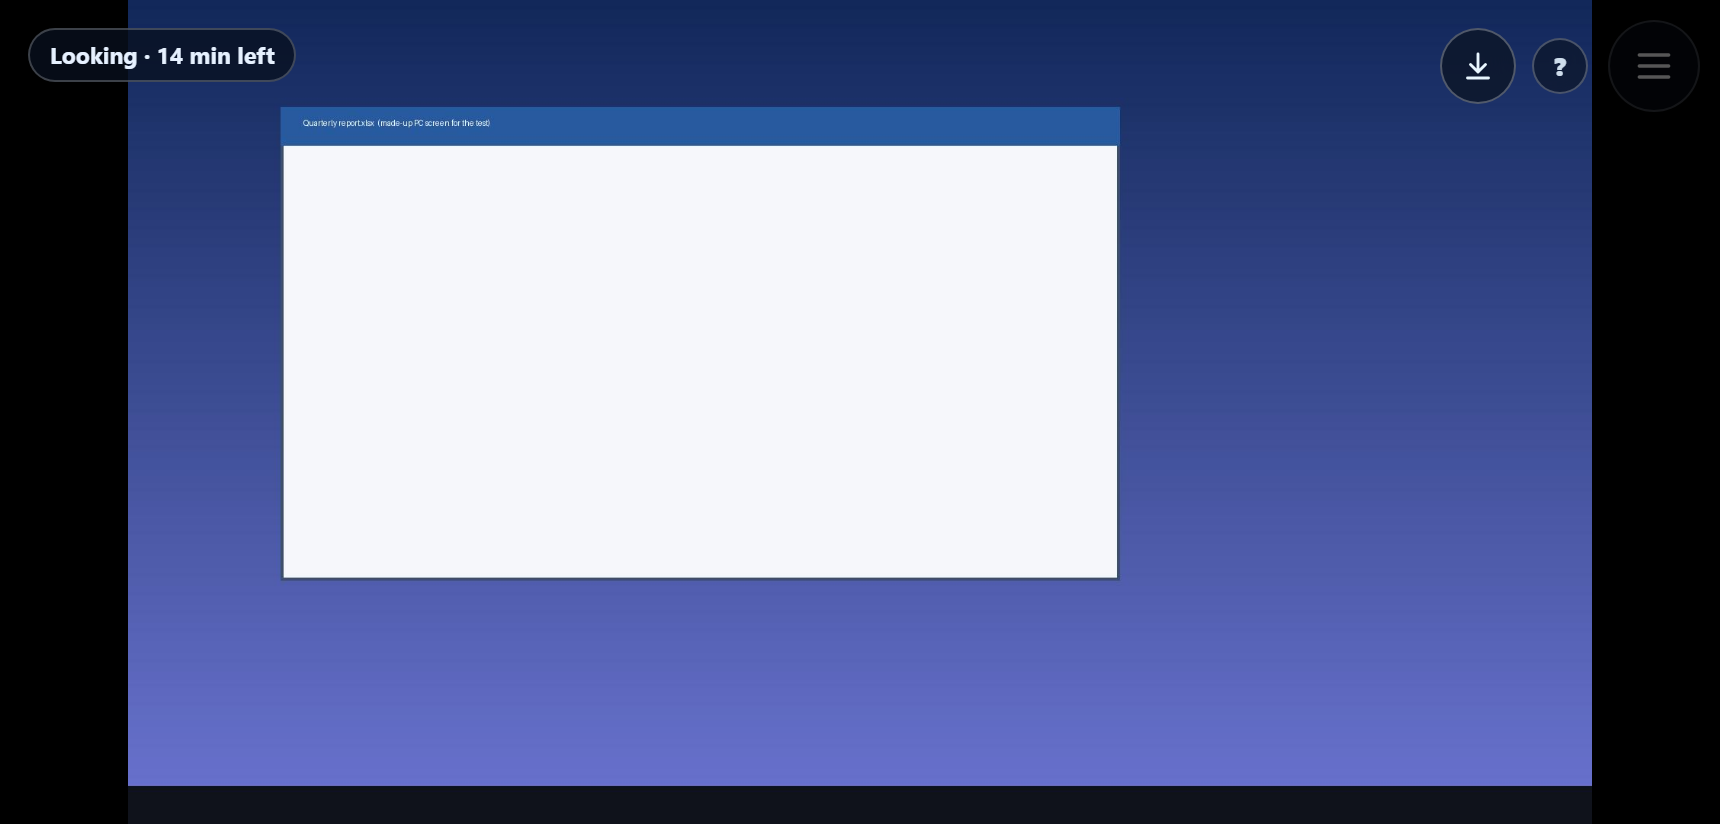 Looking · 14 min left
?
Quarterly report.xlsx (made-up PC screen for the test)